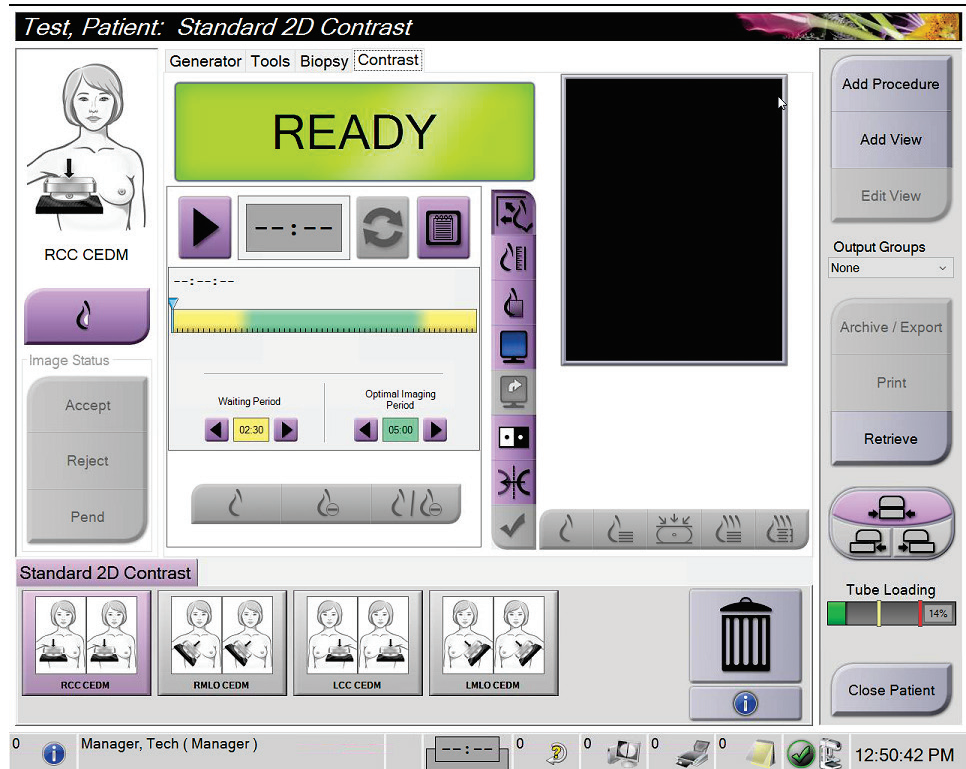 Test, Patient:  Standard 2D Contrast
Generator Tools Biopsy Contrast
READY
RCC CEDM
--:--
--:--:--
Waiting Period
Optimal Imaging
Period
02:30
05:00
Image Status
Accept
Reject
Pend
Add Procedure
Add View
Edit View
Output Groups
None
Archive / Export
Print
Retrieve
Tube Loading
14%
Close Patient
Standard 2D Contrast
RCC CEDM
RMLO CEDM
LCC CEDM
LMLO CEDM
0
Manager, Tech ( Manager )
--:--
0
0
0
0
12:50:42 PM